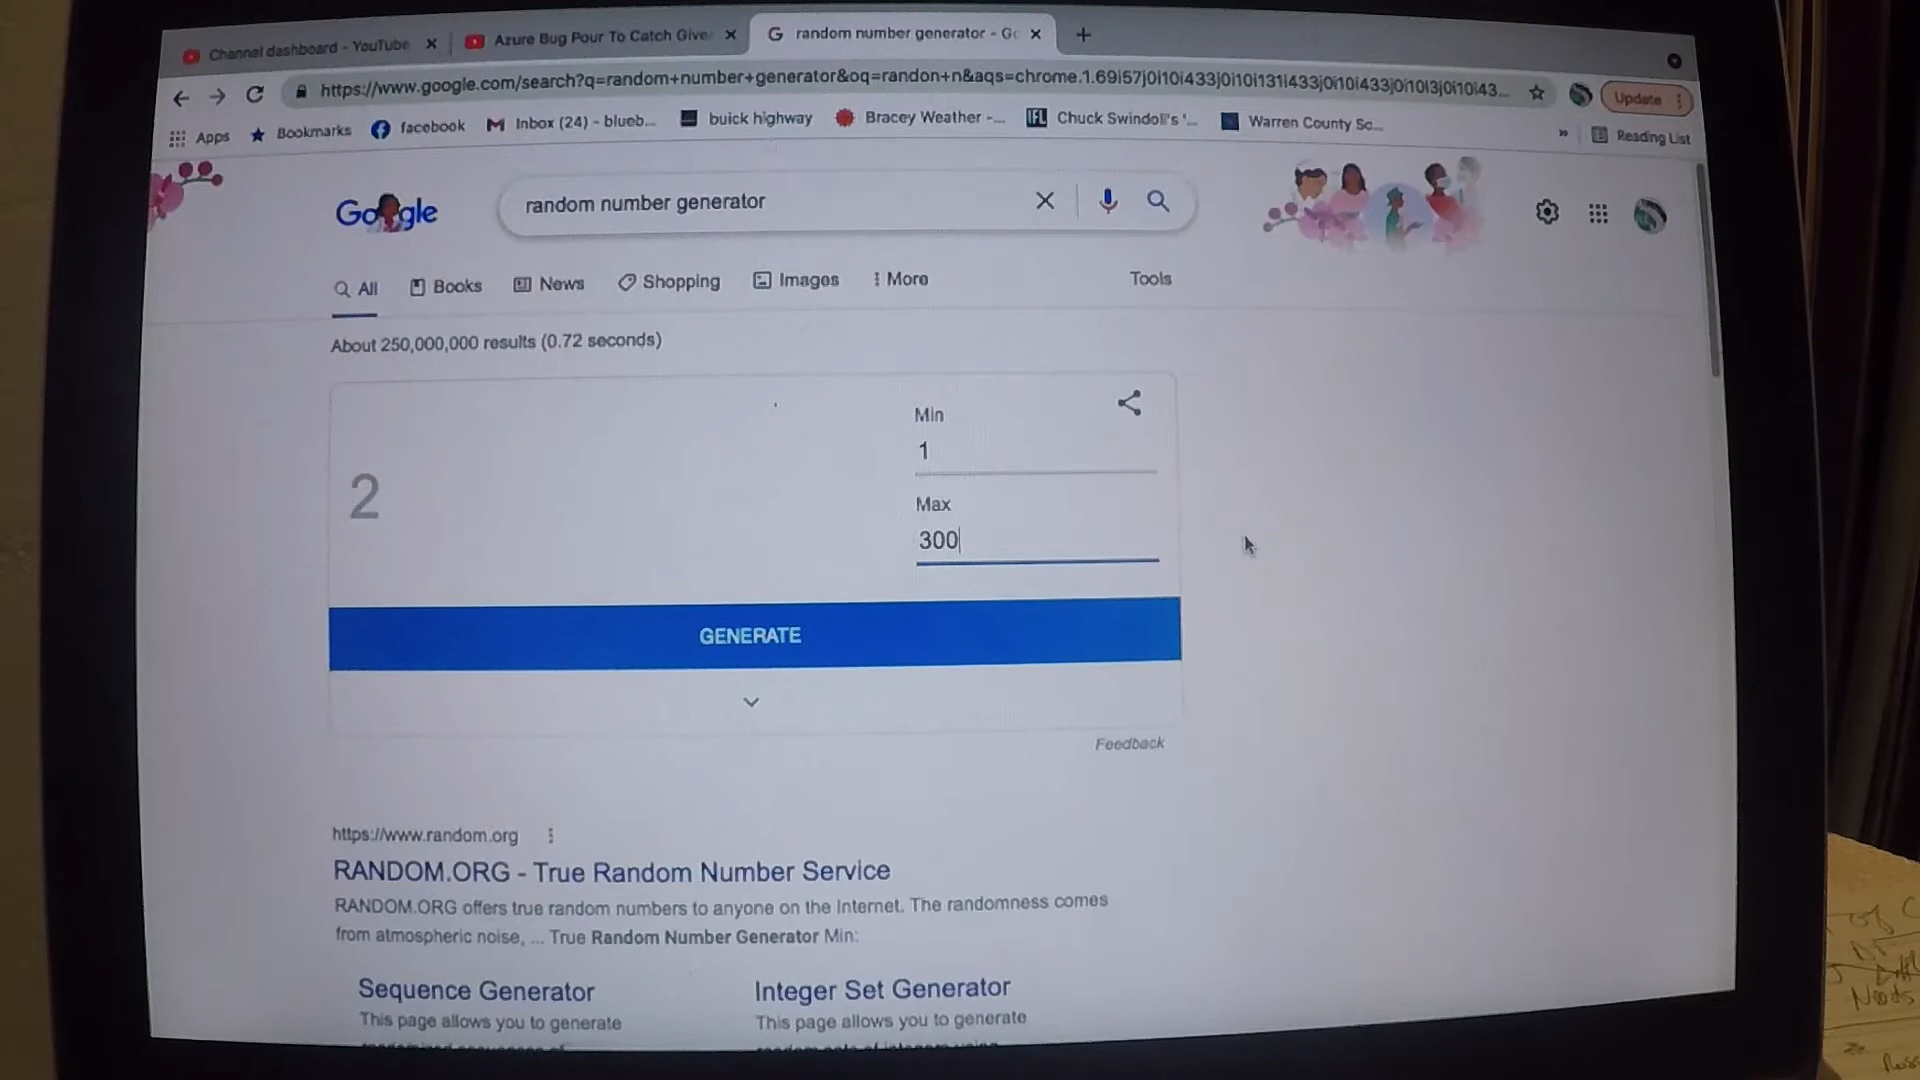 Channel dashboard - YouTube
Azure Bug Pour To Catch Give
random number generator - Go
https://www.google.com/search?q=random+number+generator&oq=randon+n&aqs=chrome.1.69i57j0i10i433j0i10i131i433j0i10i433j0i10i3j0i10i43...
Update
Apps
Bookmarks
facebook
Inbox (24) - blueb...
buick highway
Bracey Weather -...
Chuck Swindoll's '...
Warren County Sc...
»
Reading List
Google
random number generator
All
Books
News
Shopping
Images
More
Tools
About 250,000,000 results (0.72 seconds)
Min
1
2
Max
300
GENERATE
Feedback
https://www.random.org
RANDOM.ORG - True Random Number Service
RANDOM.ORG offers true random numbers to anyone on the Internet. The randomness comes
from atmospheric noise, ... True Random Number Generator Min:
Sequence Generator
Integer Set Generator
This page allows you to generate
This page allows you to generate
of
Needs